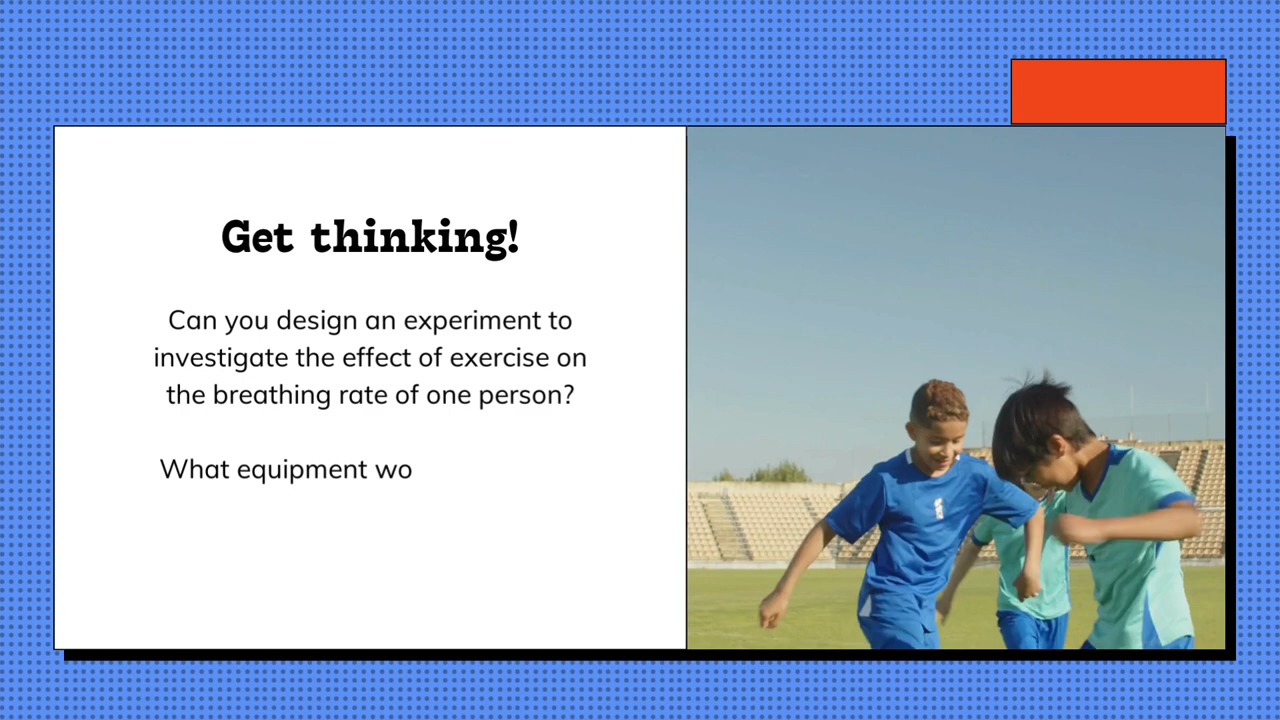 Get thinking!
Can you design an experiment to
investigate the effect of exercise on
the breathing rate of one person?
What equipment wo